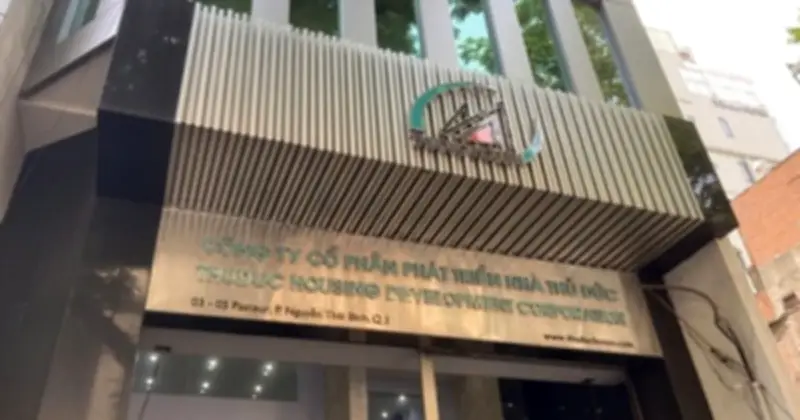 CÔNG TY CỔ PHẦN PHÁT TRIỂN NHÀ THỦ ĐỨC
THUDUC HOUSING DEVELOPMENT CORPORATION
03 - 05 Pasteur, P. Nguyễn Thái Bình, Q.1